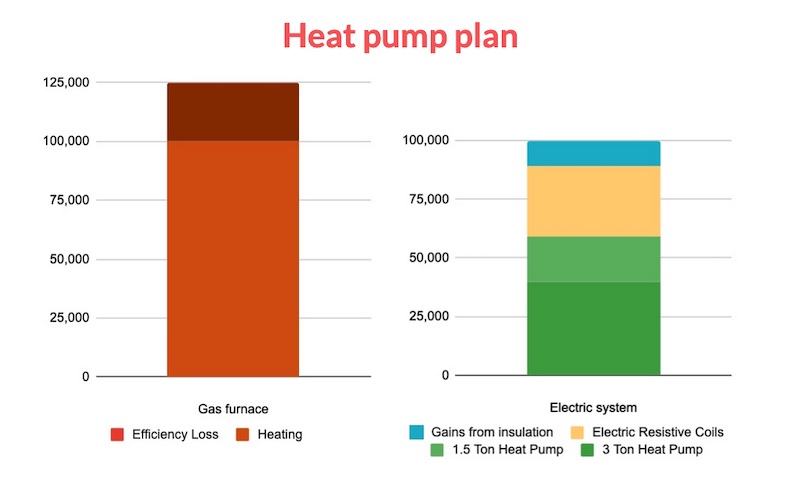 Heat pump plan
125,000
100,000
75,000
50,000
25,000
0
Gas furnace
Efficiency Loss
Heating
100,000
75,000
50,000
25,000
0
Electric system
Gains from insulation
Electric Resistive Coils
1.5 Ton Heat Pump
3 Ton Heat Pump